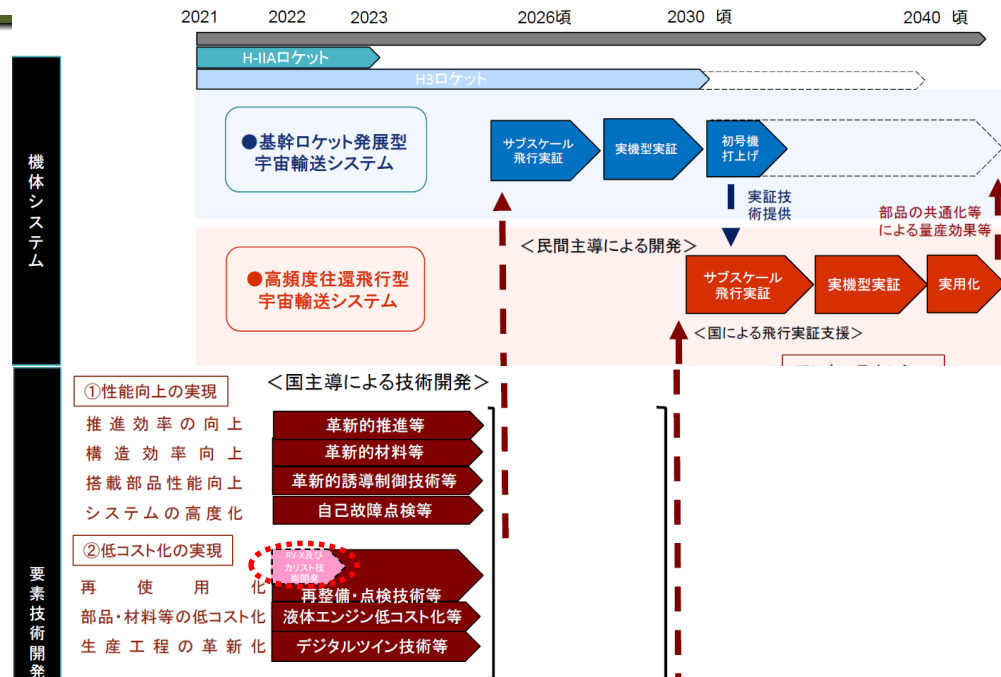 2021 2022 2023 2026頃 2030 頃 2040 頃
H-IIAロケット
H3ロケット
機体システム
●基幹ロケット発展型
宇宙輸送システム
サブスケール
飛行実証
実機型実証
初号機
打上げ
実証技
術提供
部品の共通化等
による量産効果等
＜民間主導による開発＞
●高頻度往還飛行型
宇宙輸送システム
サブスケール
飛行実証
実機型実証
実用化
＜国による飛行実証支援＞
要素技術開発
①性能向上の実現
＜国主導による技術開発＞
推進効率の向上
革新的推進等
構造効率向上
革新的材料等
搭載部品性能向上
革新的誘導制御技術等
システムの高度化
自己故障点検等
②低コスト化の実現
RV-X及び
カリスト技
術開発
再使用化
再整備・点検技術等
部品・材料等の低コスト化
液体エンジン低コスト化等
生産工程の革新化
デジタルツイン技術等